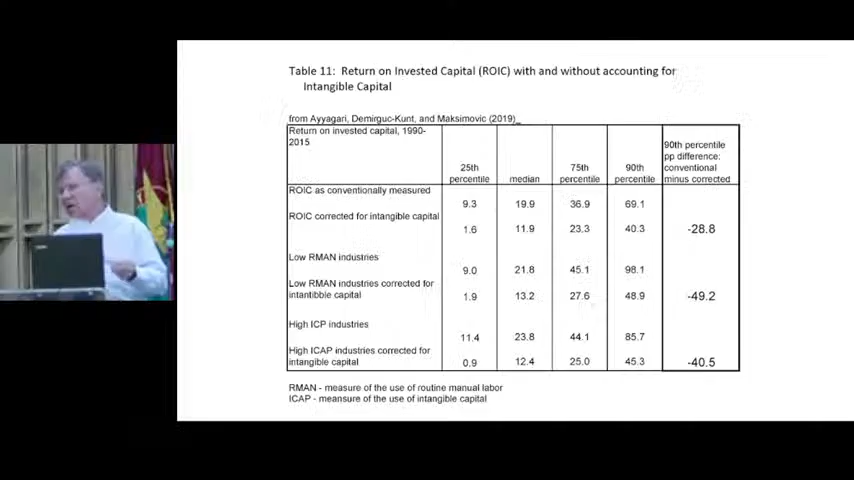 Table 11: Return on Invested Capital (ROIC) with and without accounting for
Intangible Capital
from Ayyagari, Demirguc-Kunt, and Maksimovic (2019)_
Return on invested capital, 1990-
2015
25th
percentile
median
75th
percentile
90th
percentile
90th percentile
pp difference:
conventional
minus corrected
ROIC as conventionally measured
9.3 19.9 36.9 69.1
ROIC corrected for intangible capital
1.6 11.9 23.3 40.3 -28.8
Low RMAN industries
9.0 21.8 45.1 98.1
Low RMAN industries corrected for
intantibble capital
1.9 13.2 27.6 48.9 -49.2
High ICP industries
11.4 23.8 44.1 85.7
High ICAP industries corrected for
intangible capital
0.9 12.4 25.0 45.3 -40.5
RMAN - measure of the use of routine manual labor
ICAP - meansure of the use of intangible capital